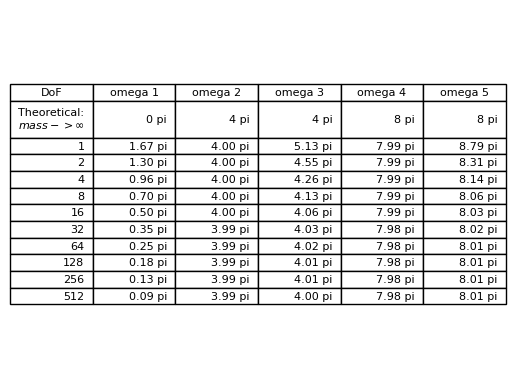 DoF omega 1 omega 2 omega 3 omega 4 omega 5
Theoretical:
mass− >∞ 0 pi 4 pi 4 pi 8 pi 8 pi
1 1.67 pi 4.00 pi 5.13 pi 7.99 pi 8.79 pi
2 1.30 pi 4.00 pi 4.55 pi 7.99 pi 8.31 pi
4 0.96 pi 4.00 pi 4.26 pi 7.99 pi 8.14 pi
8 0.70 pi 4.00 pi 4.13 pi 7.99 pi 8.06 pi
16 0.50 pi 4.00 pi 4.06 pi 7.99 pi 8.03 pi
32 0.35 pi 3.99 pi 4.03 pi 7.98 pi 8.02 pi
64 0.25 pi 3.99 pi 4.02 pi 7.98 pi 8.01 pi
128 0.18 pi 3.99 pi 4.01 pi 7.98 pi 8.01 pi
256 0.13 pi 3.99 pi 4.01 pi 7.98 pi 8.01 pi
512 0.09 pi 3.99 pi 4.00 pi 7.98 pi 8.01 pi